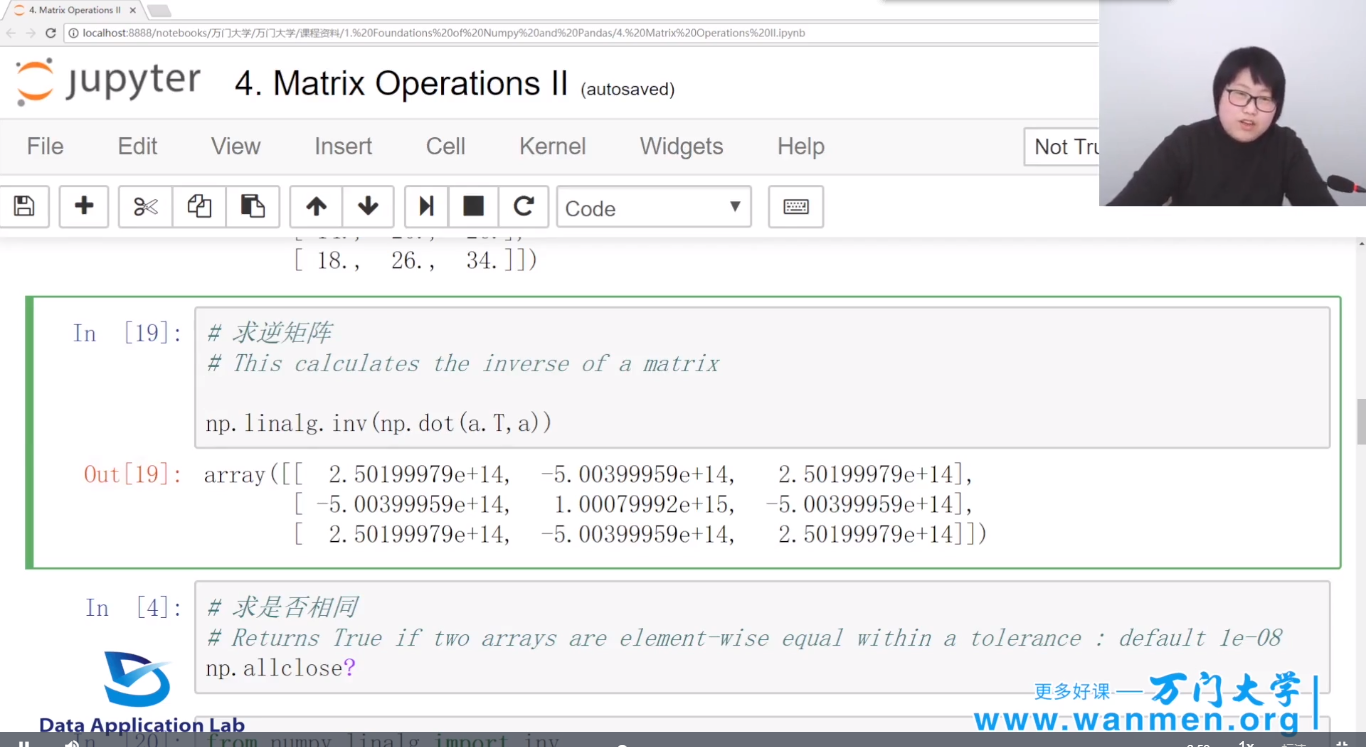 4. Matrix Operations II
localhost:8888/notebooks/万门大学/万门大学/课程资料/1.%20Foundations%20of%20Numpy%20and%20Pandas/4.%20Matrix%20Operations%20II.ipynb
jupyter 4. Matrix Operations II (autosaved)
File Edit View Insert Cell Kernel Widgets Help Not Tru
Code
[ 18., 26., 34.]])
In [19]: # 求逆矩阵
# This calculates the inverse of a matrix
np.linalg.inv(np.dot(a.T,a))
Out[19]: array([[ 2.50199979e+14, -5.00399959e+14, 2.50199979e+14],
[ -5.00399959e+14, 1.00079992e+15, -5.00399959e+14],
[ 2.50199979e+14, -5.00399959e+14, 2.50199979e+14]])
In [4]: # 求是否相同
# Returns True if two arrays are element-wise equal within a tolerance : default 1e-08
np.allclose?
更多好课 — 万门大学
www.wanmen.org
Data Application Lab
In [20]: from numpy.linalg import inv